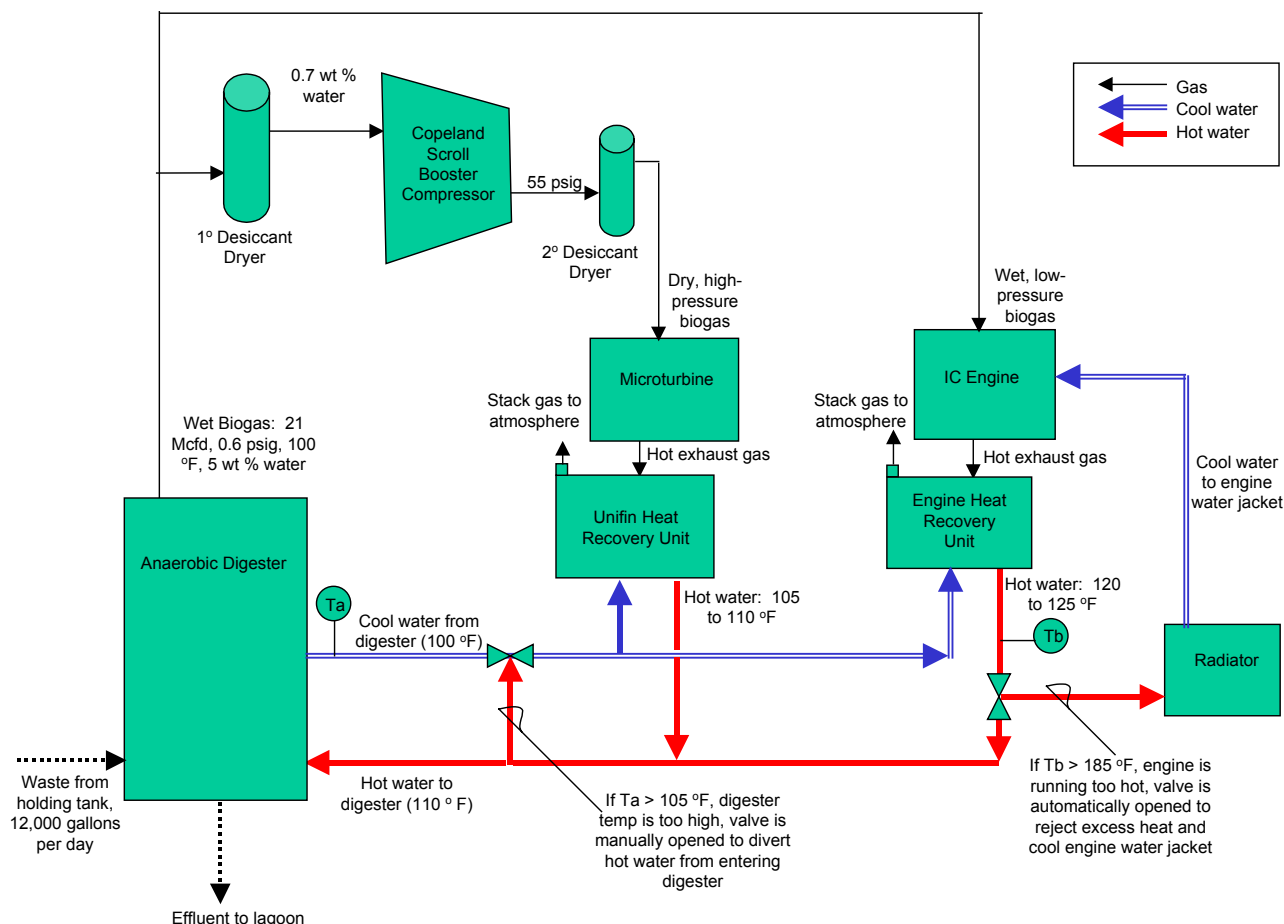 0.7 wt %
water
Copeland
Scroll
Booster
Compressor
55 psig
1º Desiccant
Dryer
2º Desiccant
Dryer
Gas
Cool water
Hot water
Dry, high-
pressure
biogas
Wet, low-
pressure
biogas
Microturbine
IC Engine
Stack gas to
atmosphere
Stack gas to
atmosphere
Hot exhaust gas
Hot exhaust gas
Wet Biogas: 21
Mcfd, 0.6 psig, 100
ºF, 5 wt % water
Cool water
to engine
water jacket
Unifin Heat
Recovery Unit
Engine Heat
Recovery
Unit
Anaerobic Digester
Ta
Cool water from
digester (100 ºF)
Hot water: 105
to 110 ºF
Hot water: 120
to 125 ºF
Tb
Radiator
Waste from
holding tank,
12,000 gallons
per day
Hot water to
digester (110 º F)
If Ta > 105 ºF, digester
temp is too high, valve is
manually opened to divert
hot water from entering
digester
If Tb > 185 ºF, engine is
running too hot, valve is
automatically opened to
reject excess heat and
cool engine water jacket
Effluent to lagoon